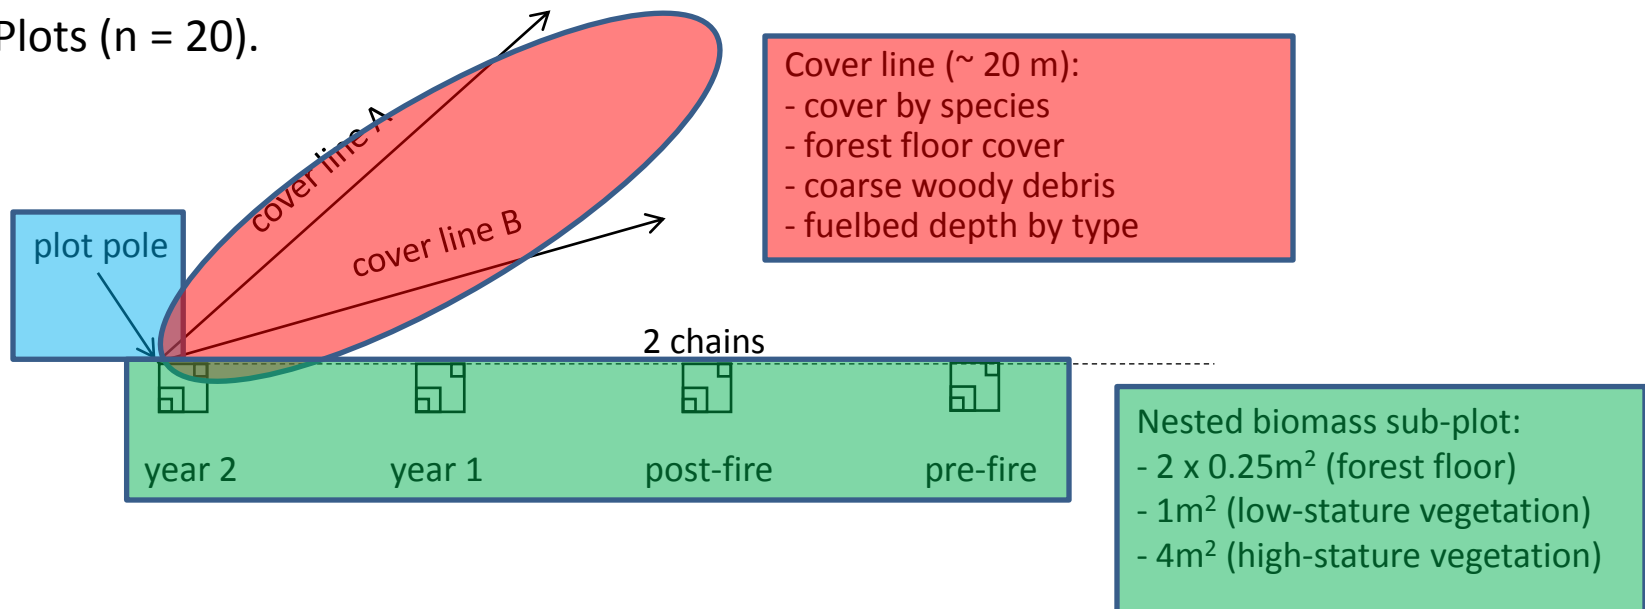 Plots (n = 20).
Cover line (~ 20 m):
- cover by species
- forest floor cover
- coarse woody debris
- fuelbed depth by type
cover line A
cover line B
plot pole
2 chains
year 2
year 1
post-fire
pre-fire
Nested biomass sub-plot:
- 2 x 0.25m² (forest floor)
- 1m² (low-stature vegetation)
- 4m² (high-stature vegetation)